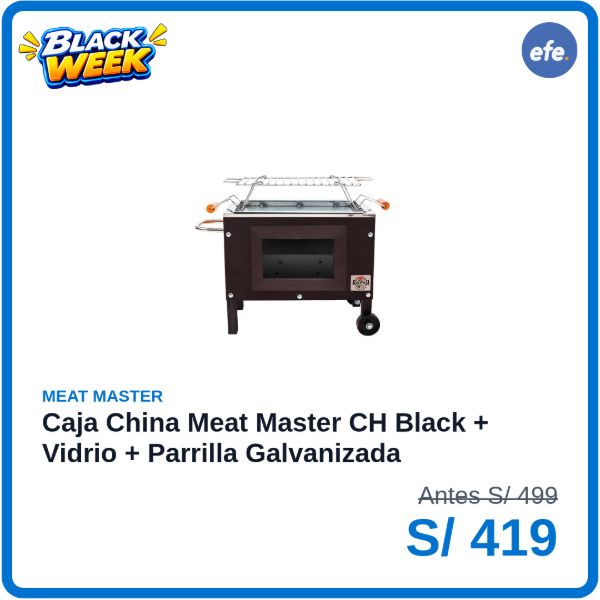 BLACK
WEEK
efe.
MEAT MASTER
Caja China Meat Master CH Black +
Vidrio + Parrilla Galvanizada
Antes S/ 499
S/ 419